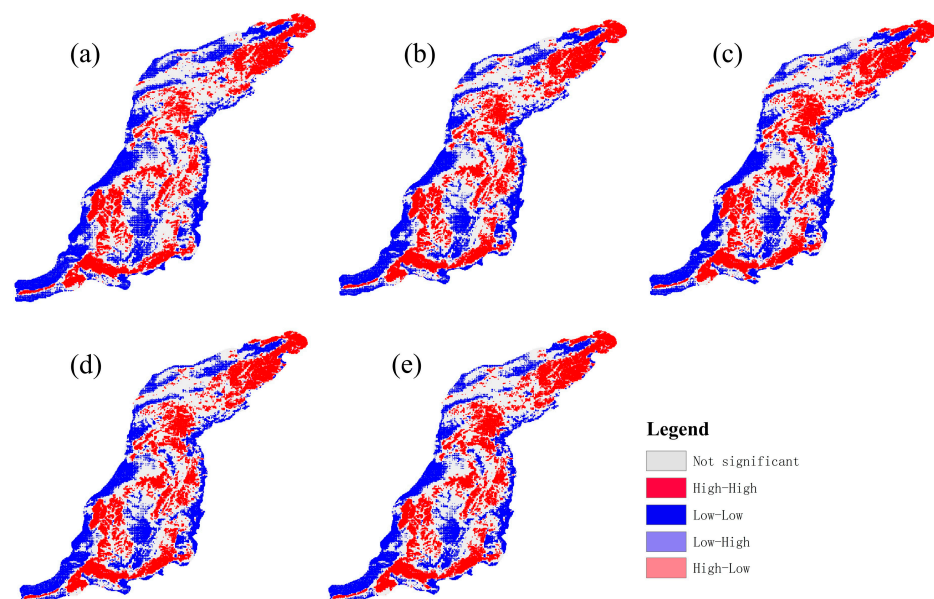 (a)
(b)
(c)
(d)
(e)
Legend
Not significant
High-High
Low-Low
Low-High
High-Low